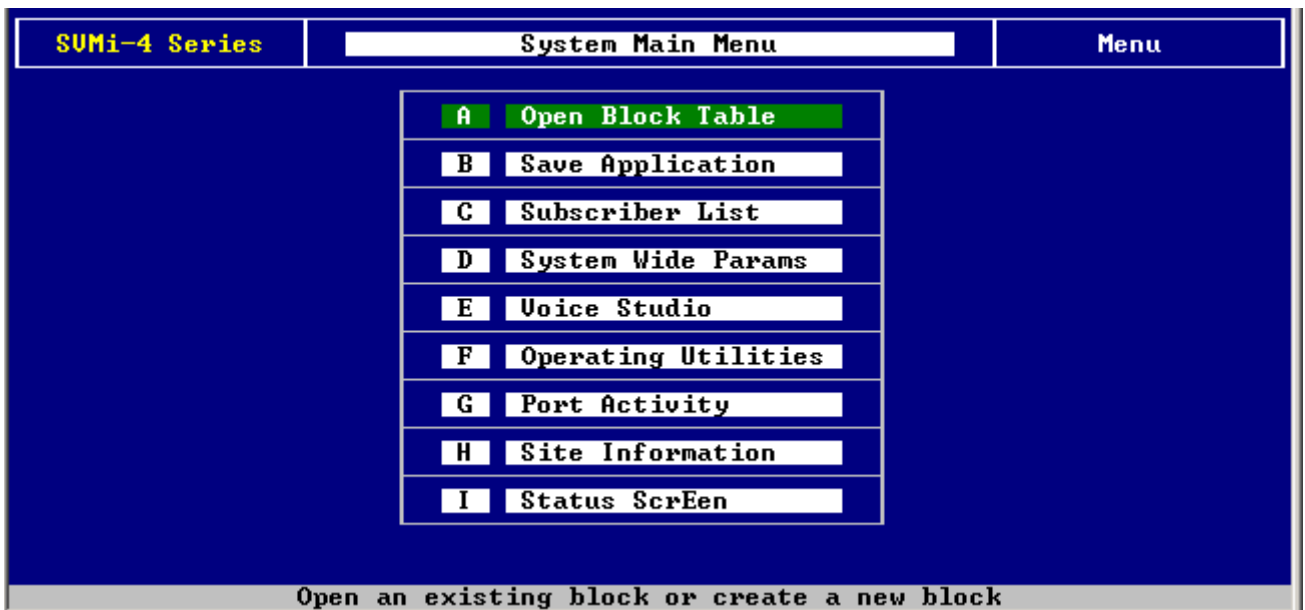 SVMi-4 Series System Main Menu Menu
A Open Block Table
B Save Application
C Subscriber List
D System Wide Params
E Voice Studio
F Operating Utilities
G Port Activity
H Site Information
I Status ScrEen
Open an existing block or create a new block